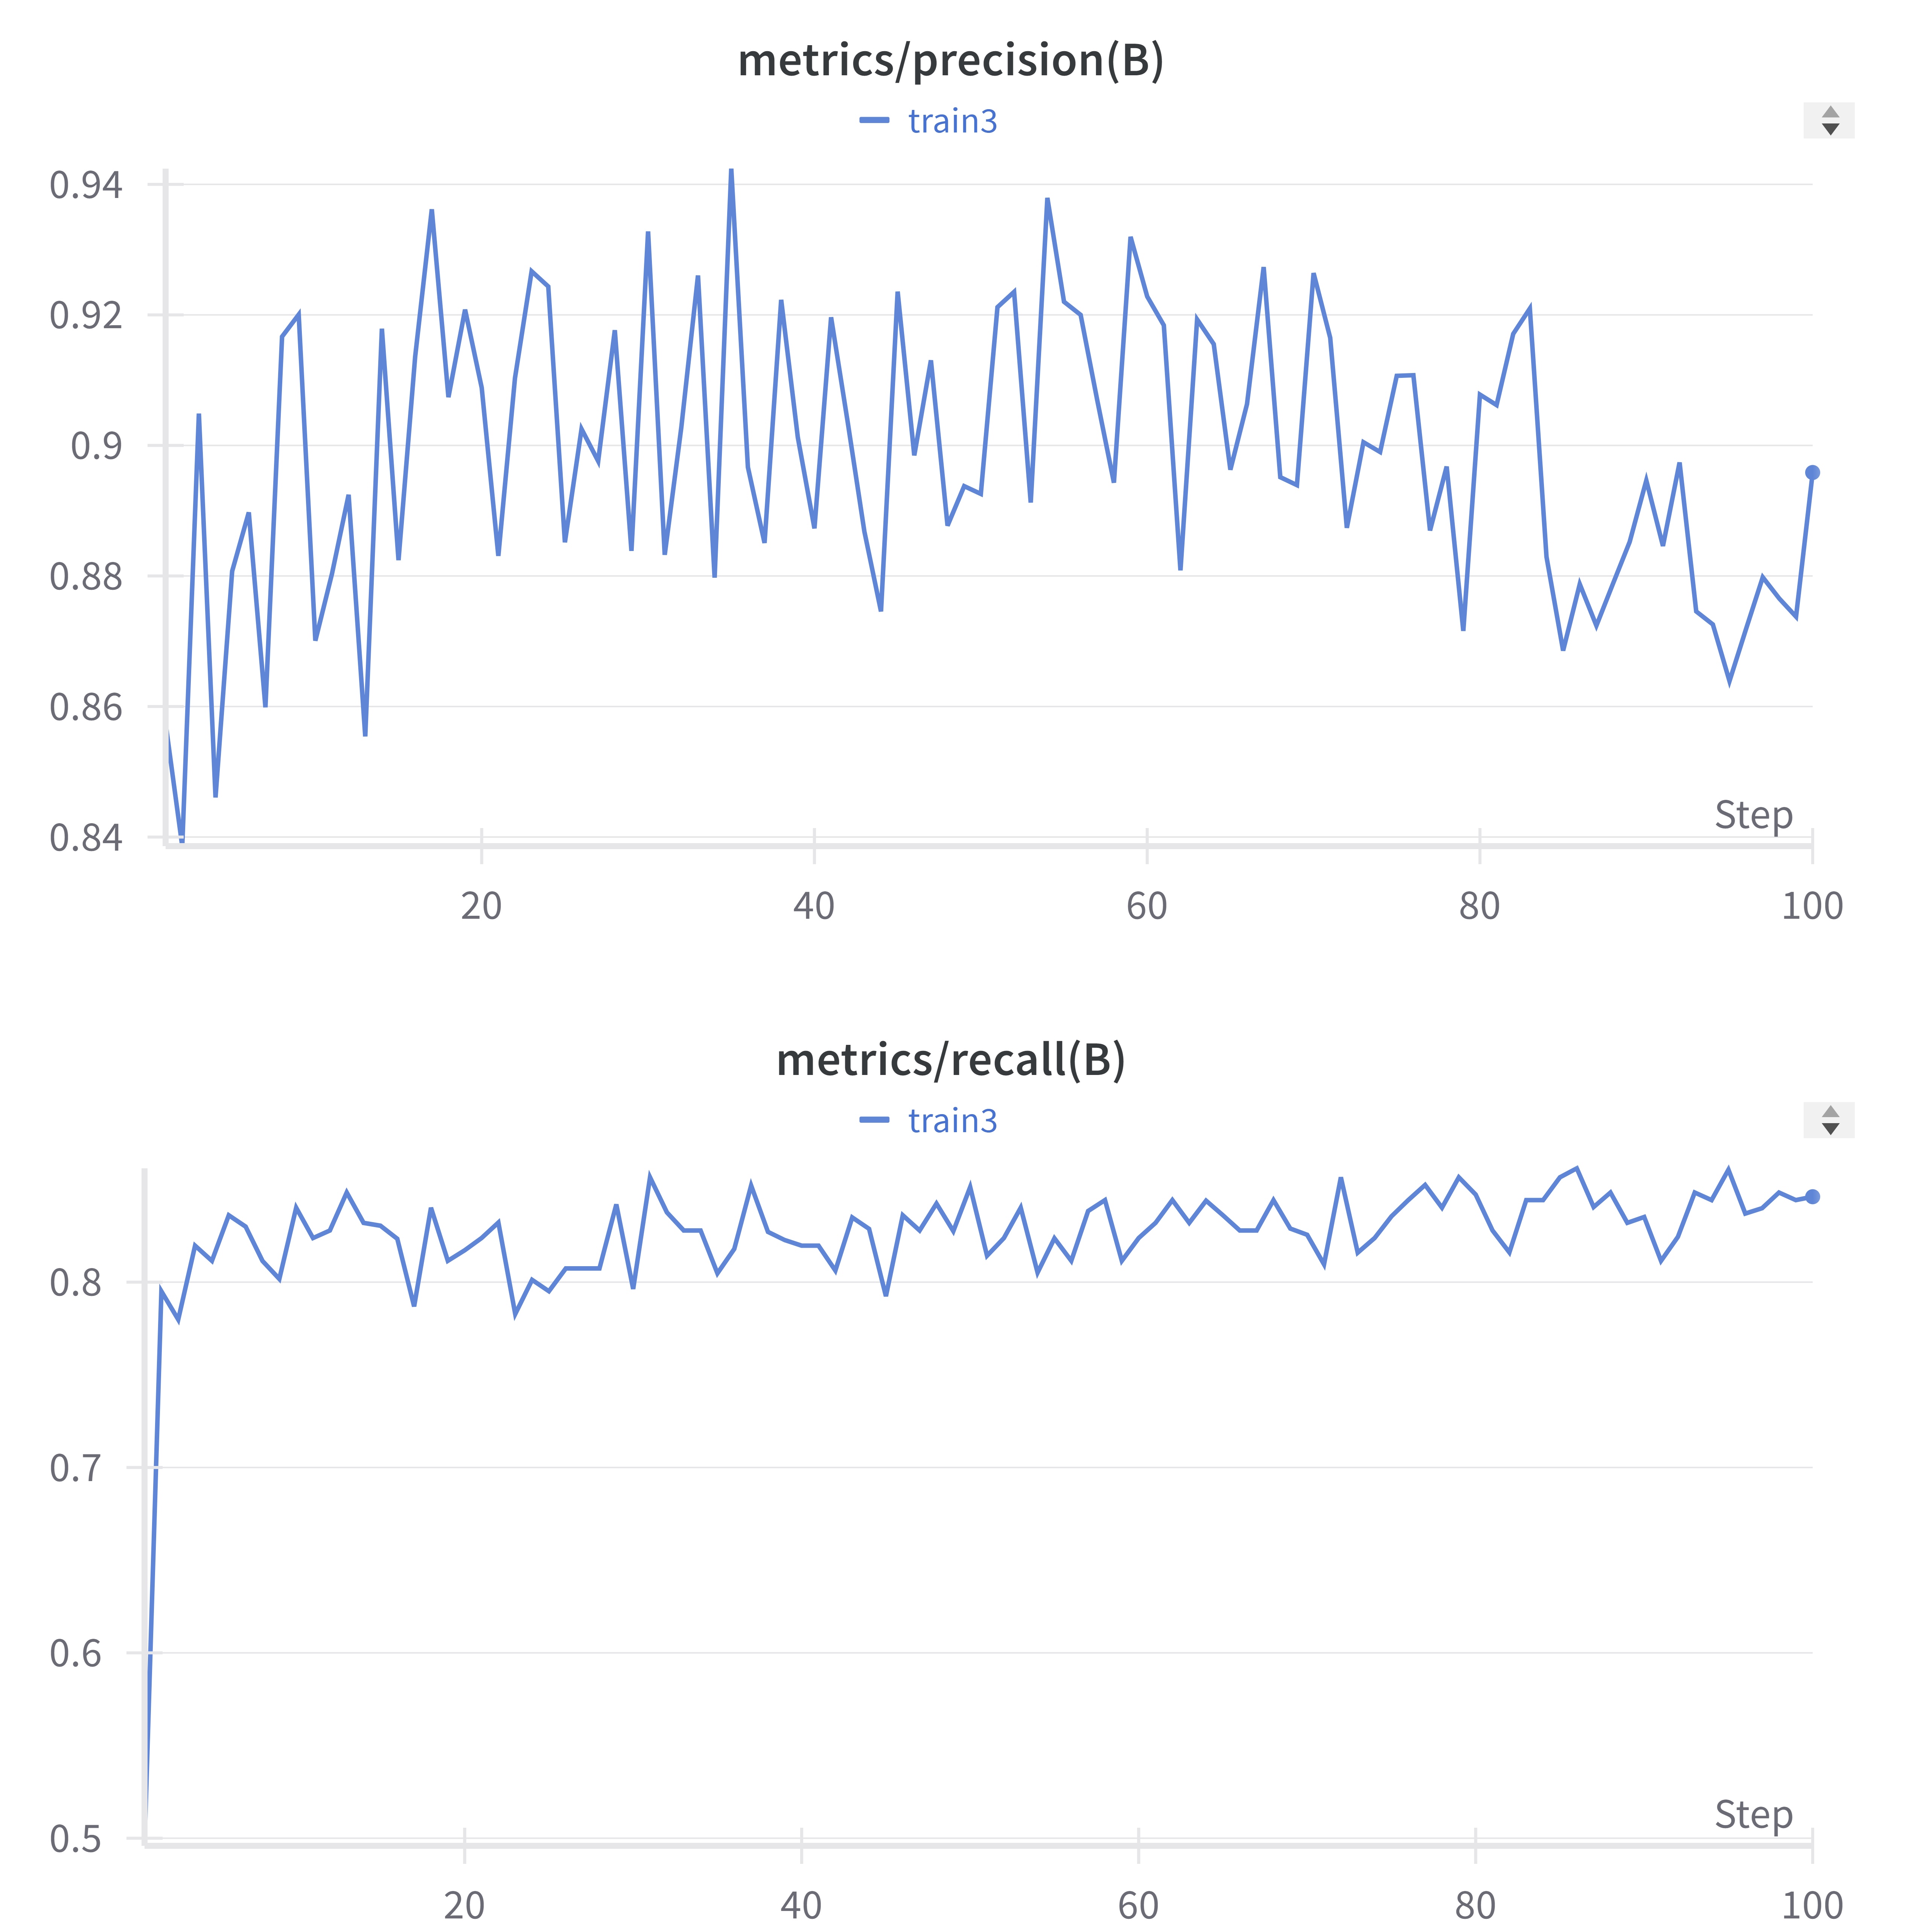 metrics/precision(B)
train3
0.94
0.92
0.9
0.88
0.86
0.84
Step
20 40 60 80 100
metrics/recall(B)
train3
0.8
0.7
0.6
0.5
Step
20 40 60 80 100